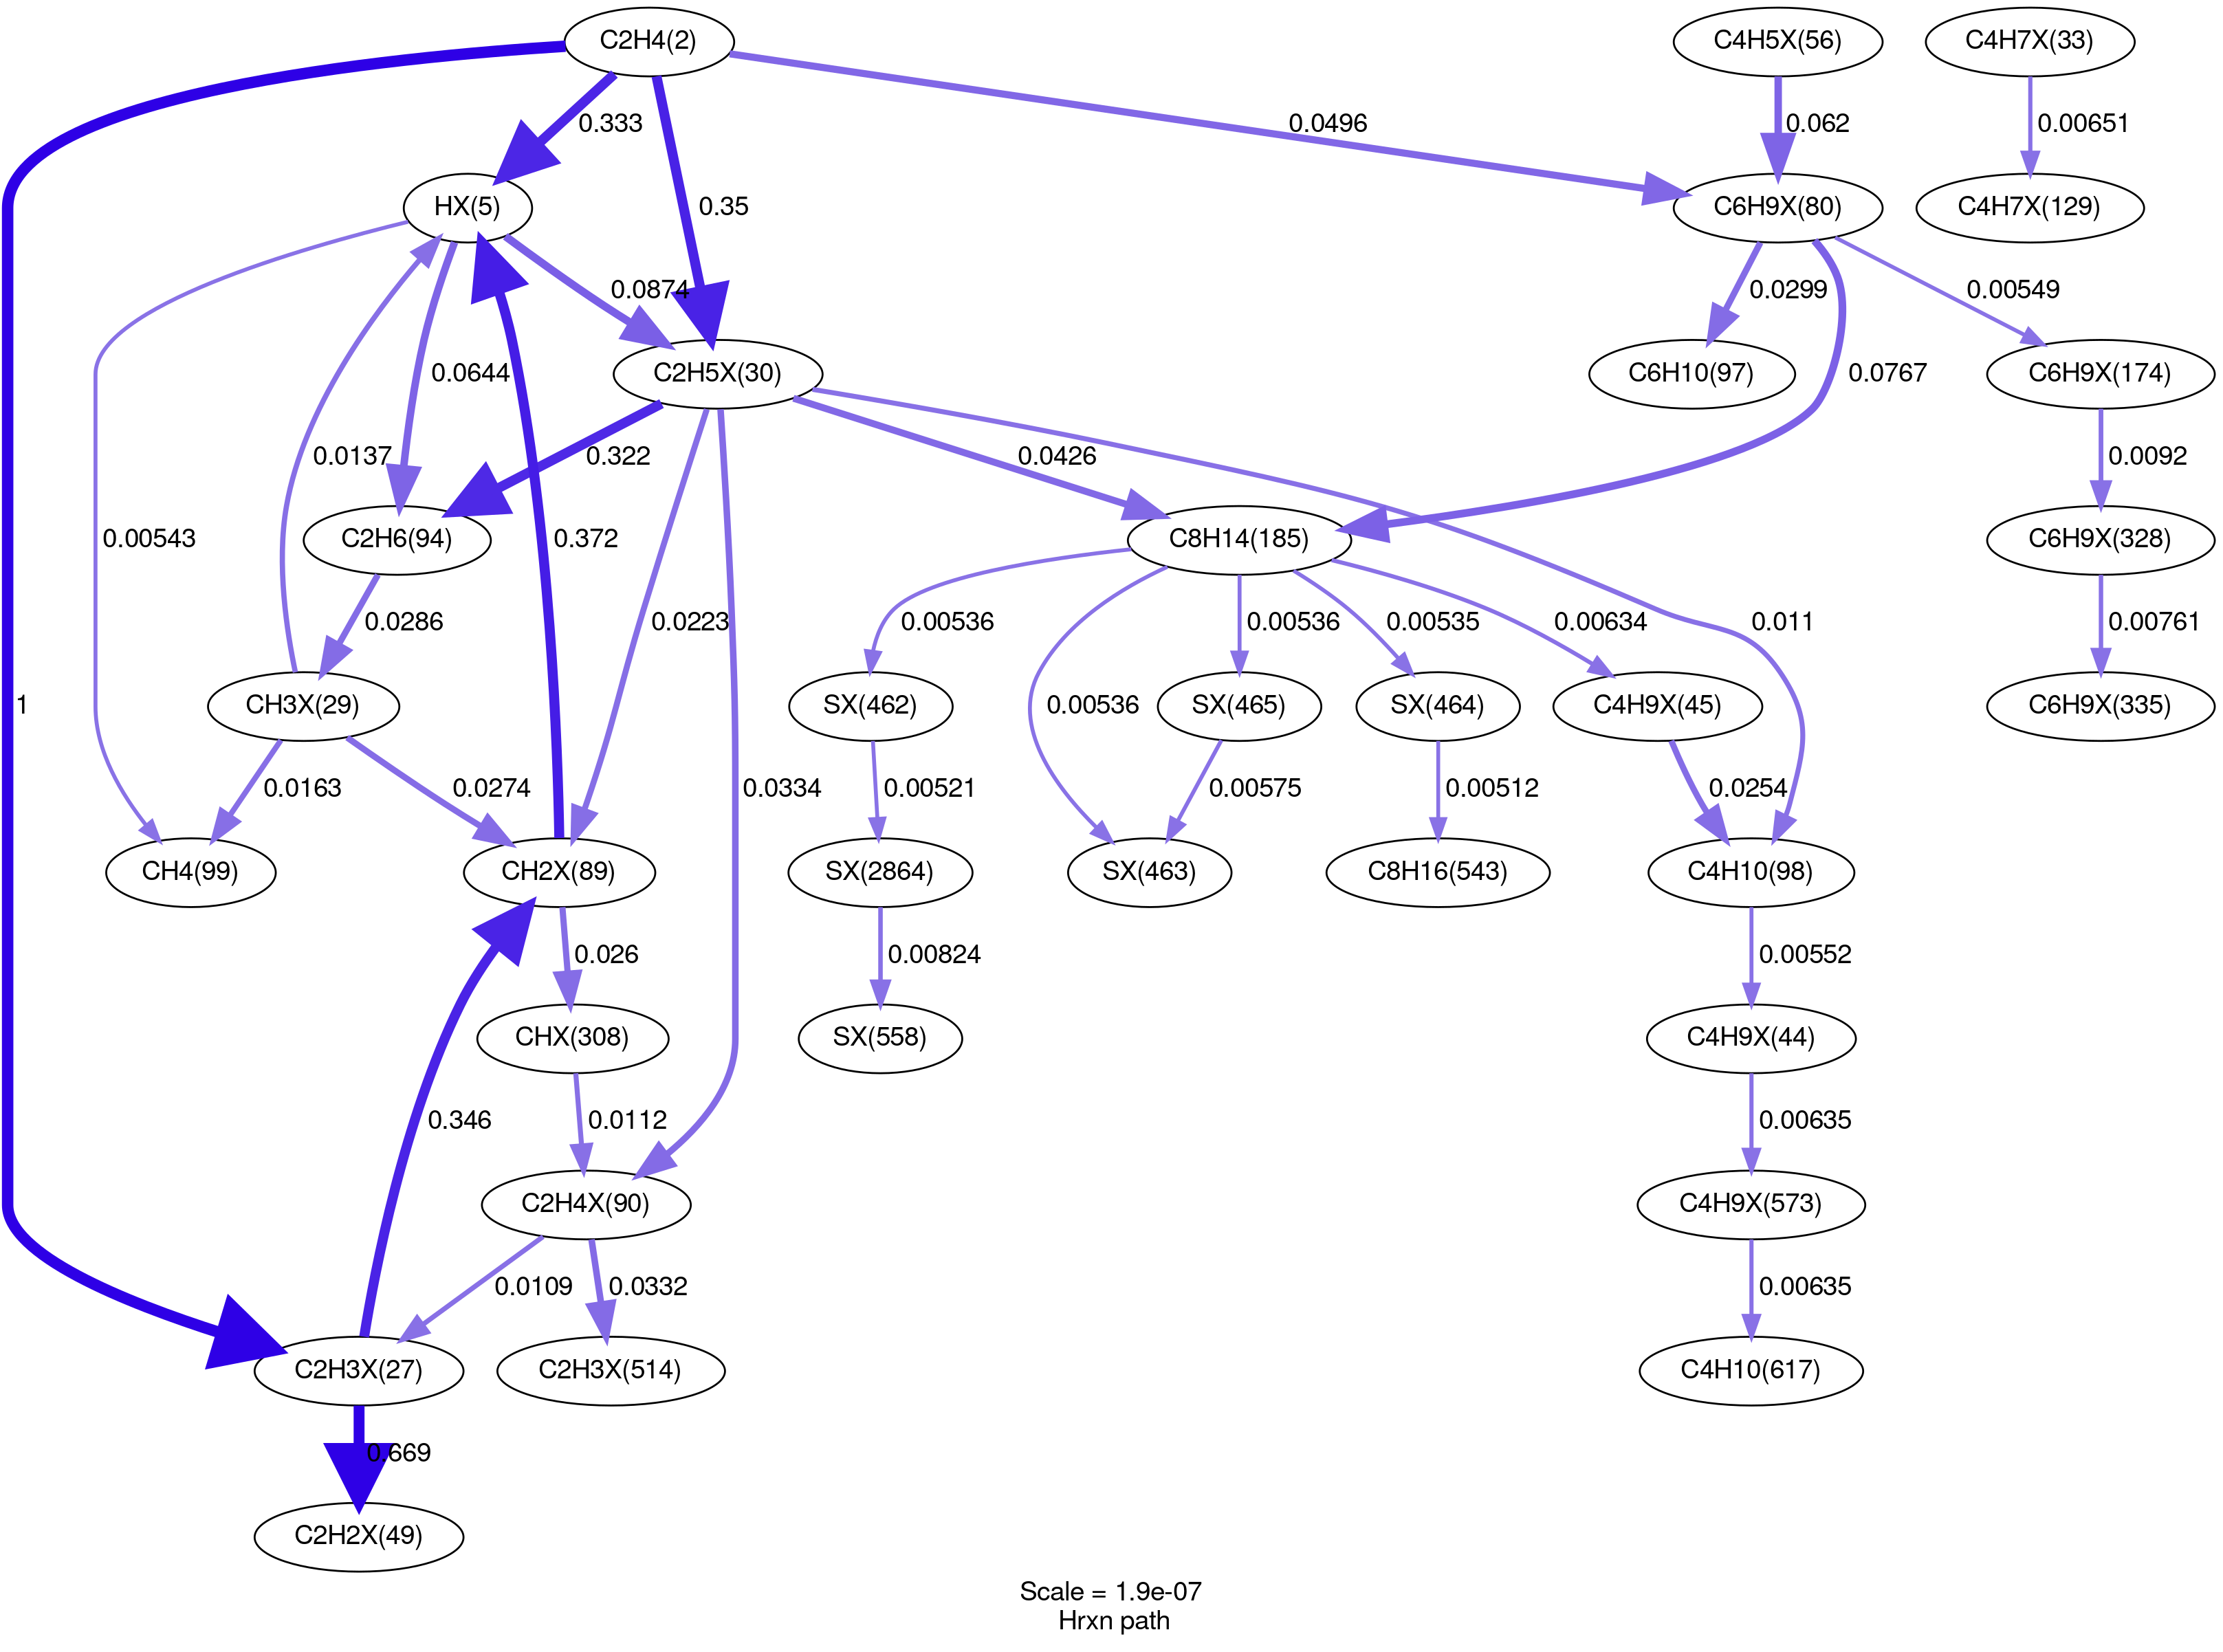 C2H4(2)
C4H5X(56)
C4H7X(33)
0.333
0.0496
0.062
0.00651
HX(5)
0.35
C6H9X(80)
C4H7X(129)
0.0874
0.0299
0.00549
C2H5X(30)
C6H10(97)
0.0767
C6H9X(174)
0.0644
0.0137
0.322
0.0426
0.0092
0.00543
0.372
C2H6(94)
C8H14(185)
C6H9X(328)
0.0286
0.0223
0.00536
0.00536
0.00535
0.00634
0.011
0.00761
1
CH3X(29)
0.00536
SX(462)
SX(465)
SX(464)
C4H9X(45)
C6H9X(335)
0.0163
0.0274
0.0334
0.00521
0.00575
0.00512
0.0254
CH4(99)
CH2X(89)
SX(2864)
SX(463)
C8H16(543)
C4H10(98)
0.026
0.00824
0.00552
CHX(308)
SX(558)
C4H9X(44)
0.346
0.0112
0.00635
C2H4X(90)
C4H9X(573)
0.0109
0.0332
0.00635
C2H3X(27)
C2H3X(514)
C4H10(617)
0.669
C2H2X(49)
Scale = 1.9e-07
Hrxn path